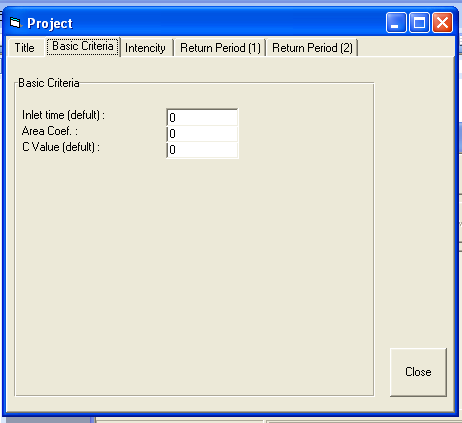 Project
Title Basic Criteria Intencity Return Period (1) Return Period (2)
Basic Criteria
Inlet time (defult) : 0
Area Coef. : 0
C Value (defult) : 0
Close